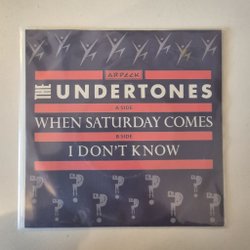 THE UNDERTONES
A SIDE
WHEN SATURDAY COMES
B SIDE
I DON'T KNOW
? ? ? ? ? ?
? ? ? ?